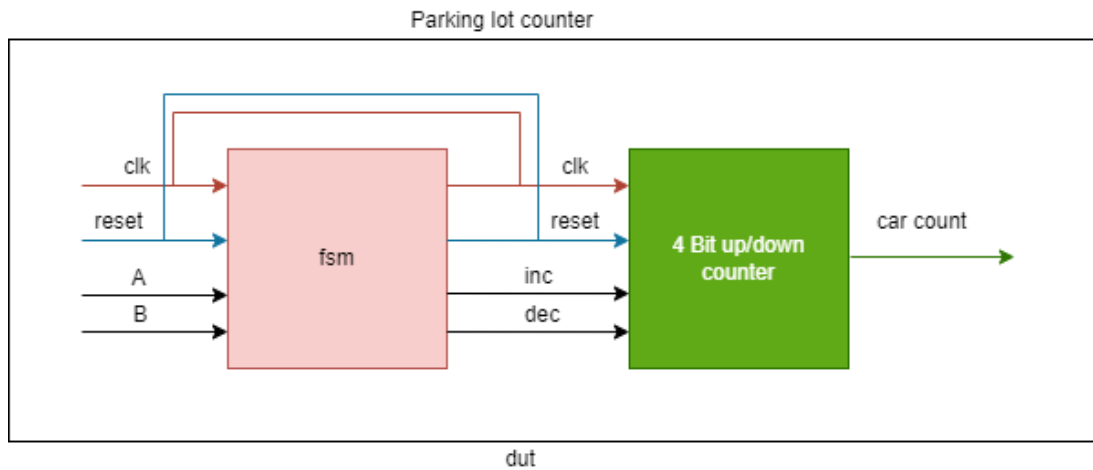 Parking lot counter
clk
clk
reset
reset
car count
fsm
4 Bit up/down
counter
A
inc
B
dec
dut